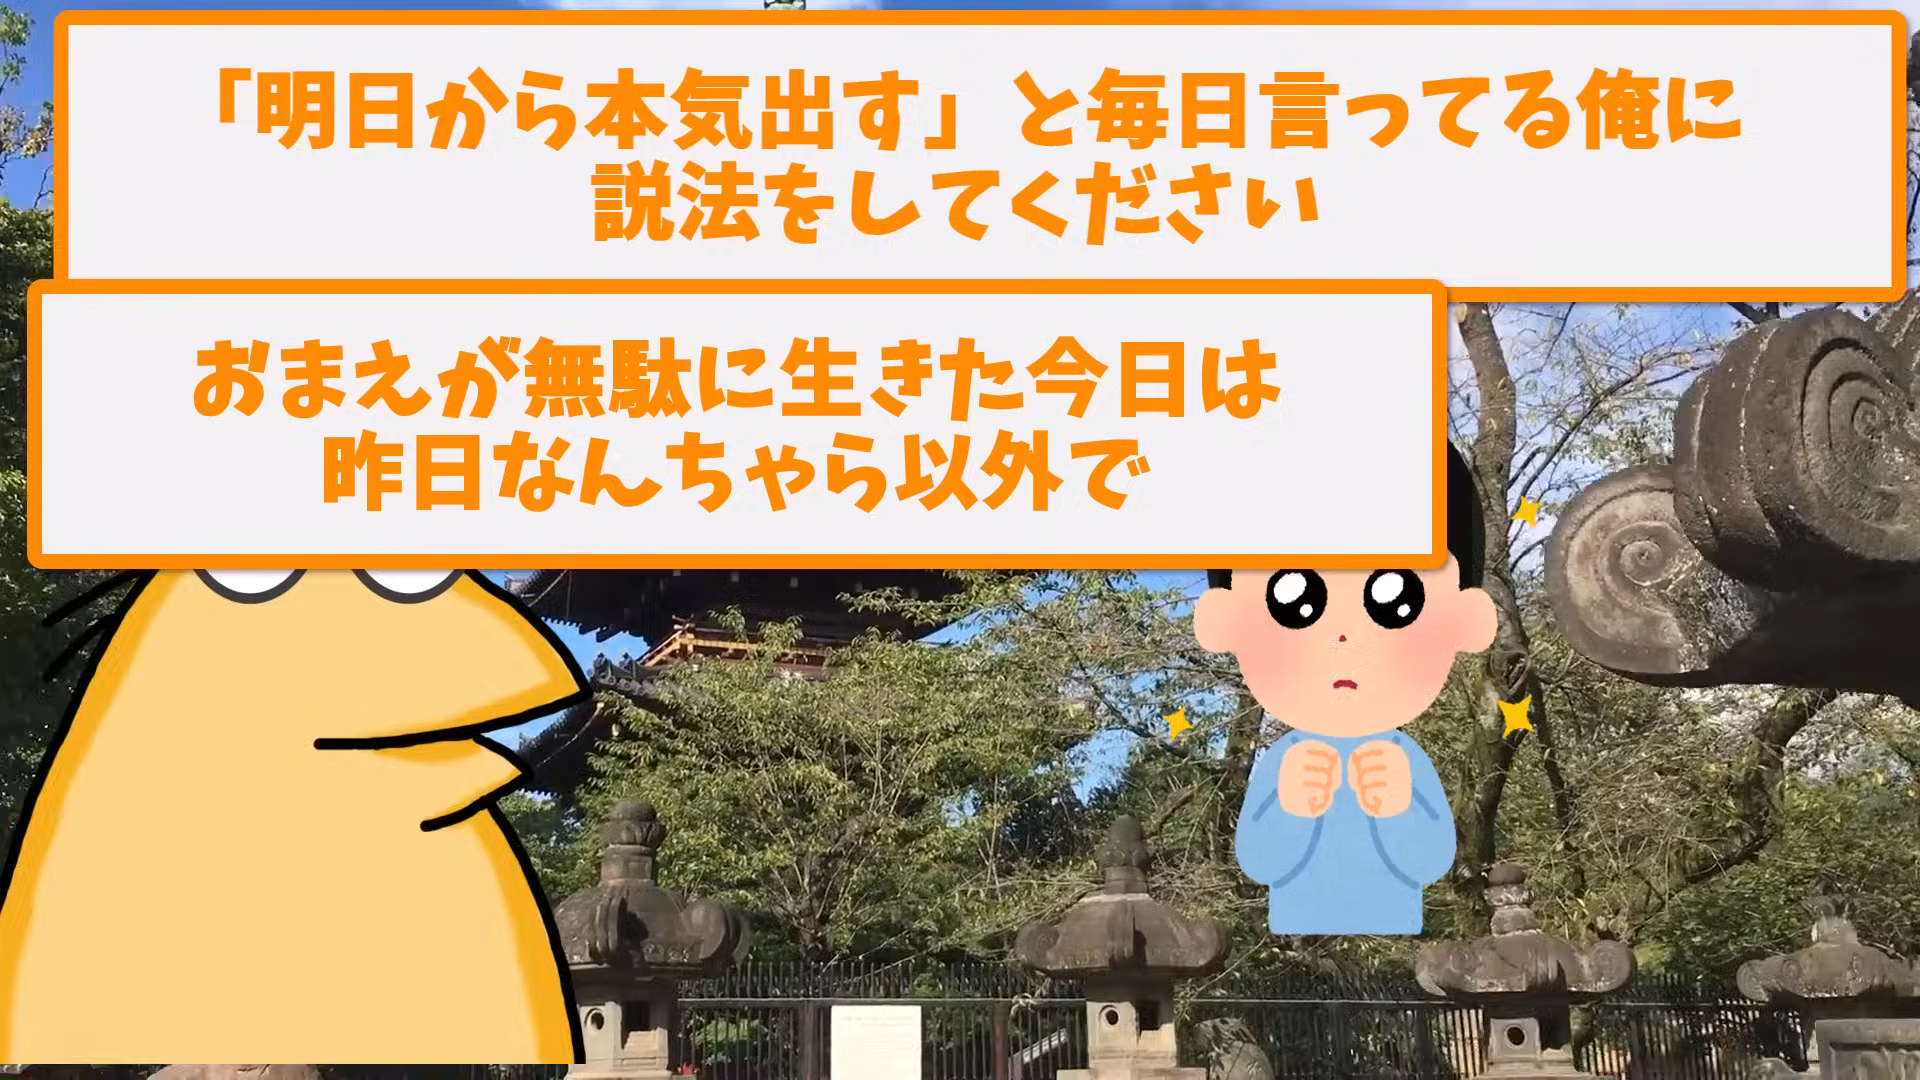 「明日から本気出す」と毎日言ってる俺に
説法をしてください
おまえが無駄に生きた今日は
昨日なんちゃら以外で